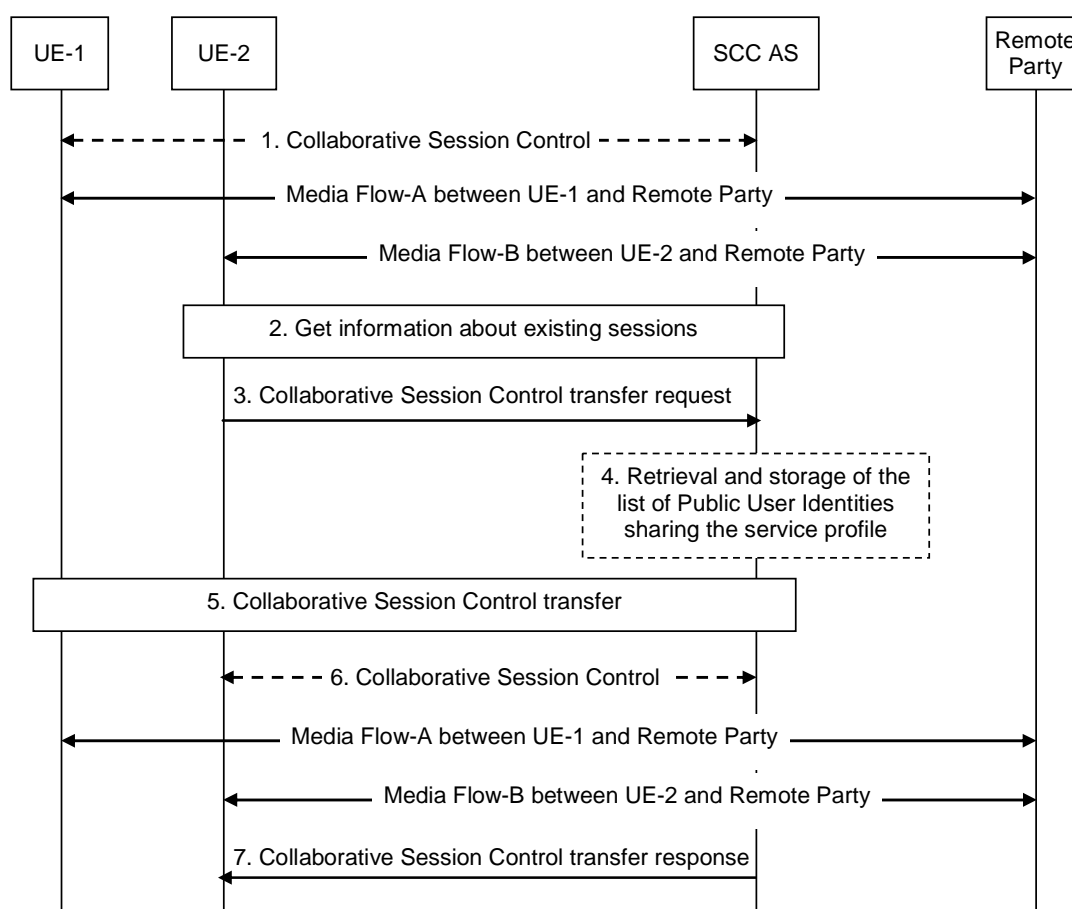 UE-1
UE-2
SCC AS
Remote
Party
1. Collaborative Session Control
Media Flow-A between UE-1 and Remote Party
Media Flow-B between UE-2 and Remote Party
2. Get information about existing sessions
3. Collaborative Session Control transfer request
4. Retrieval and storage of the
list of Public User Identities
sharing the service profile
5. Collaborative Session Control transfer
6. Collaborative Session Control
Media Flow-A between UE-1 and Remote Party
Media Flow-B between UE-2 and Remote Party
7. Collaborative Session Control transfer response